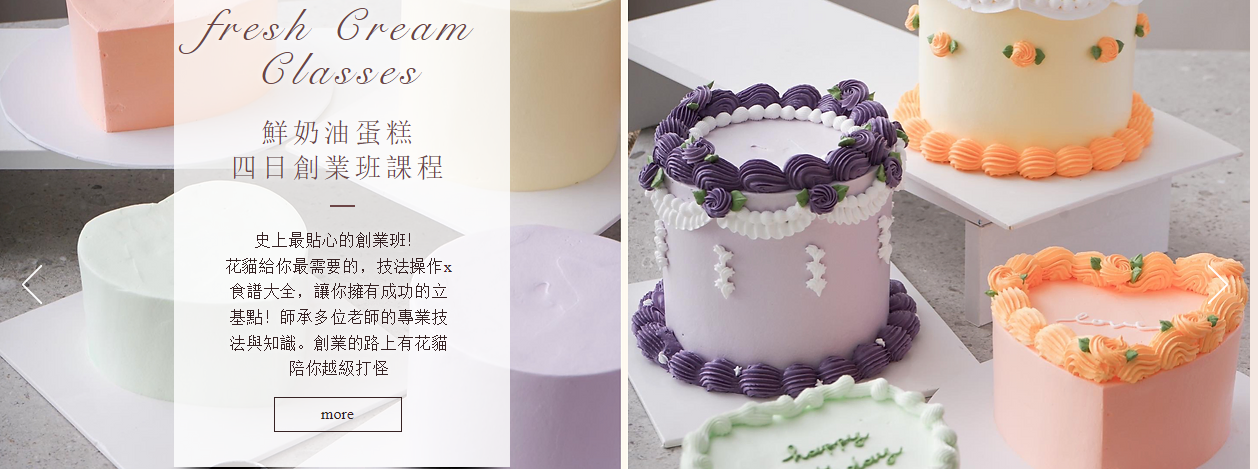 fresh Cream
Classes
鮮奶油蛋糕
四日創業班課程
史上最貼心的創業班!
花貓給你最需要的，技法操作x
食譜大全，讓你擁有成功的立
基點! 師承多位老師的專業技
法與知識。創業的路上有花貓
陪你越級打怪
more